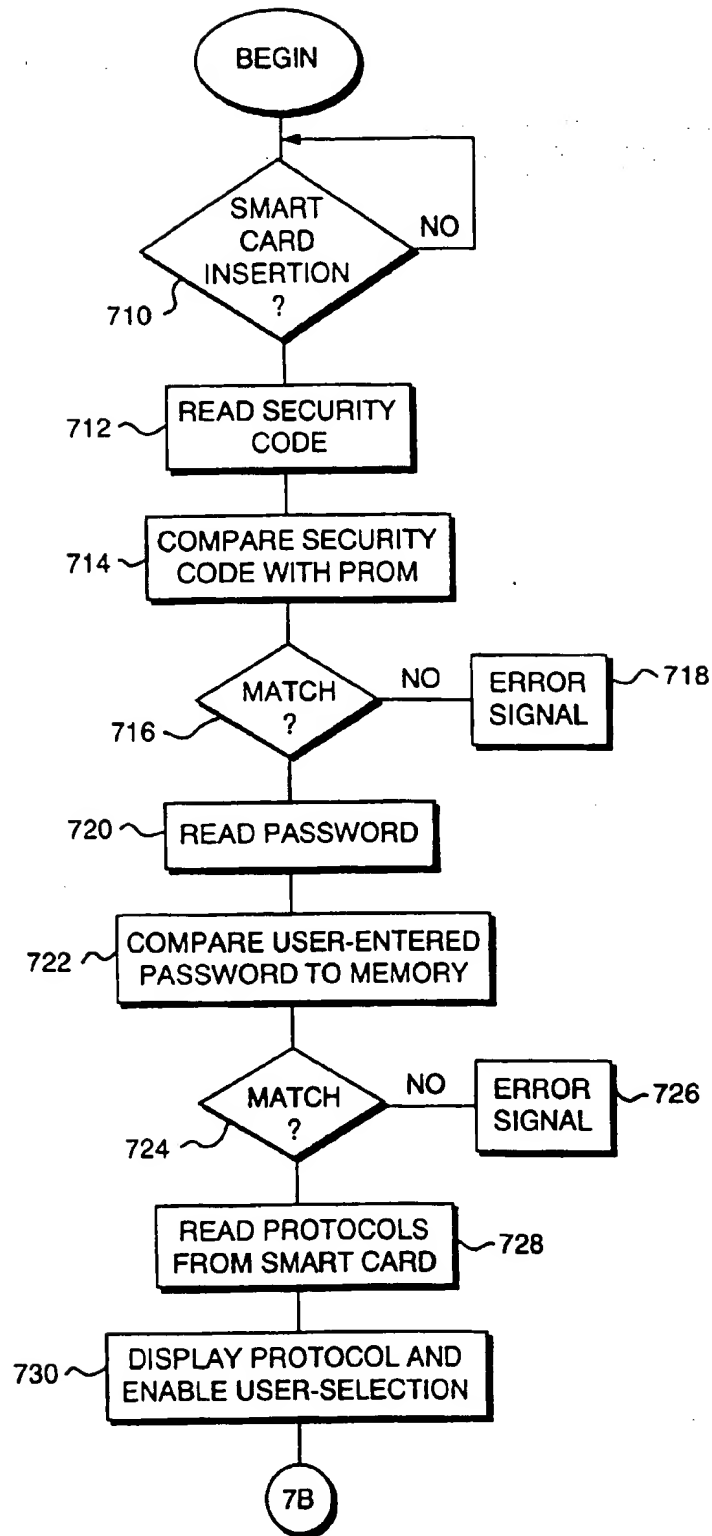 BEGIN
SMART
CARD
INSERTION
?
NO
710
READ SECURITY
CODE
712
COMPARE SECURITY
CODE WITH PROM
714
MATCH
?
NO
716
ERROR
SIGNAL
718
READ PASSWORD
720
COMPARE USER-ENTERED
PASSWORD TO MEMORY
722
MATCH
?
NO
724
ERROR
SIGNAL
726
READ PROTOCOLS
FROM SMART CARD
728
DISPLAY PROTOCOL AND
ENABLE USER-SELECTION
730
7B